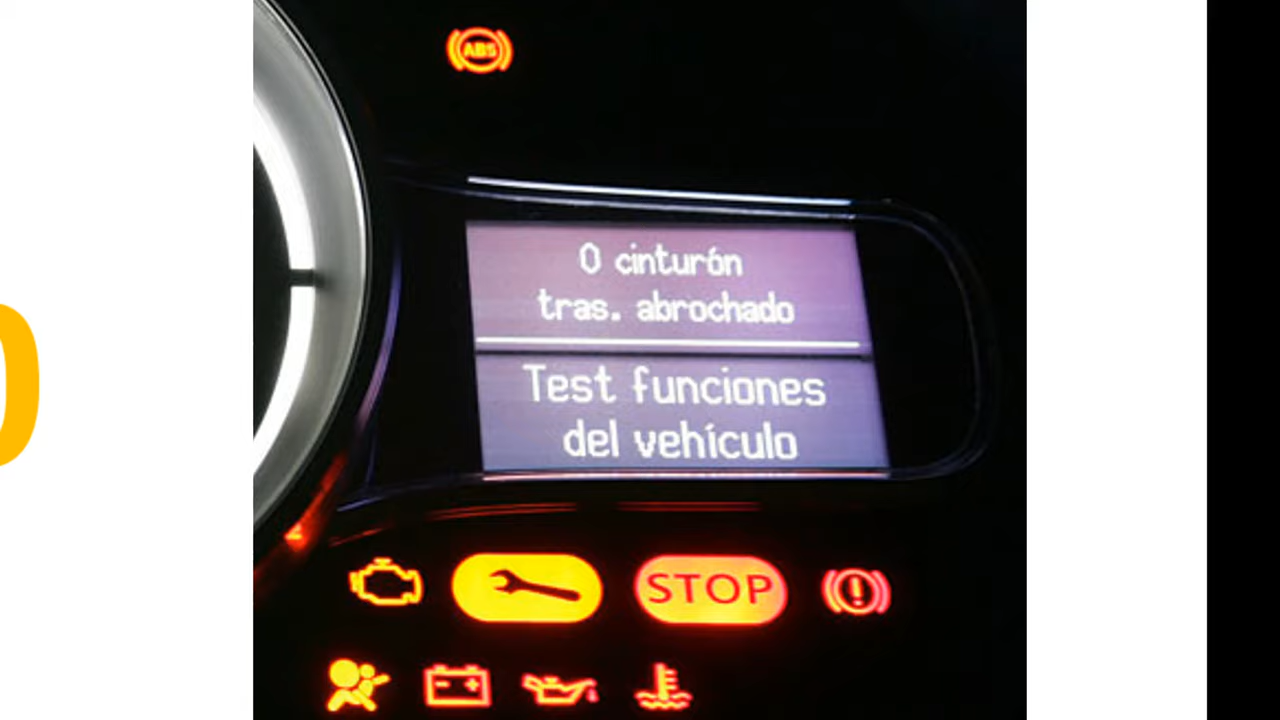 ABS
0 cinturón
tras. abrochado
Test funciones
del vehículo
STOP